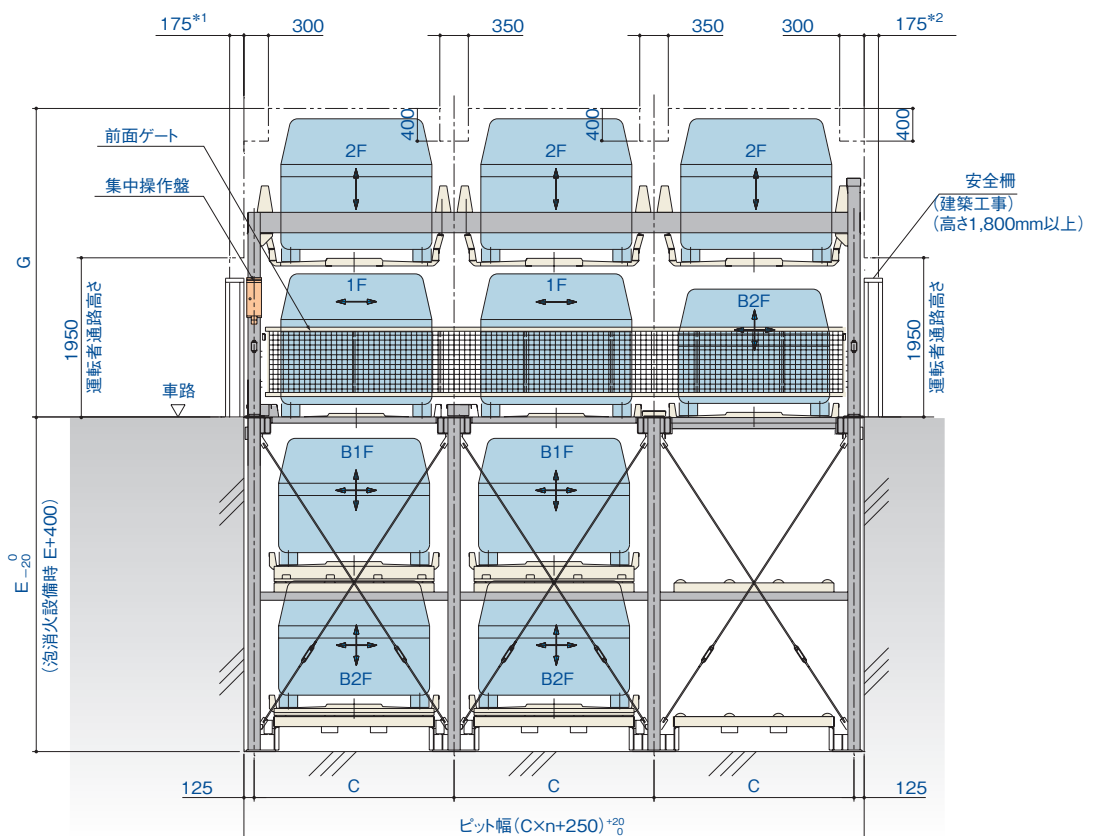 175*1
300
350
350
300
175*2
400
400
400
前面ゲート
集中操作盤
2F
2F
2F
安全柵
(建築工事)
(高さ1,800mm以上)
G
1950
運転者通路高さ
1F
1F
B2F
1950
運転者通路高さ
車路
B1F
B1F
E -20 0
(泡消火設備時 E+400)
B2F
B2F
125
C
C
C
125
ピット幅(C×n+250) +20 0